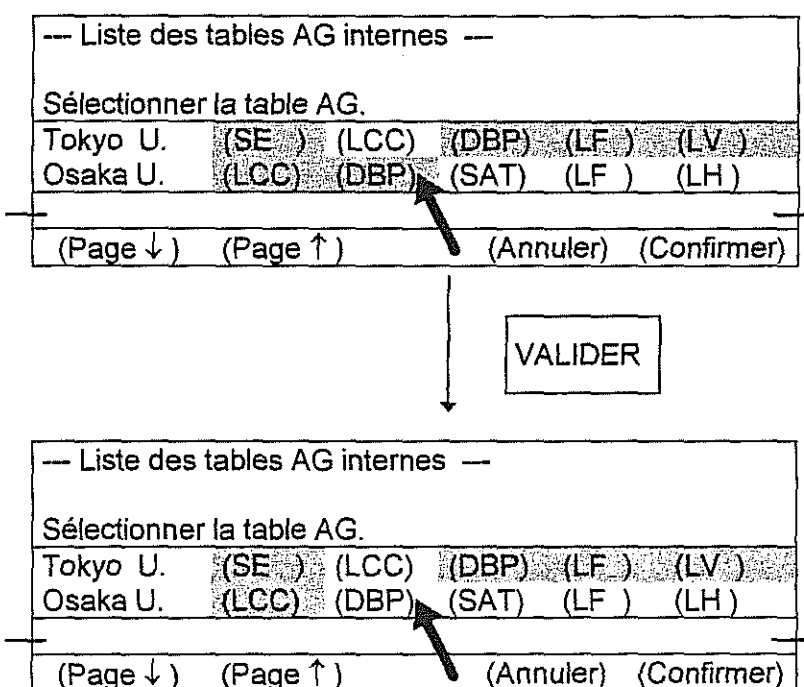 --- Liste des tables AG internes ---
Sélectionner la table AG.
Tokyo U. (SE ) (LCC) (DBP) (LF ) (LV )
Osaka U. (LCC) (DBP) (SAT) (LF ) (LH )
(Page ↓ ) (Page ↑ ) (Annuler) (Confirmer)
VALIDER
--- Liste des tables AG internes ---
Sélectionner la table AG.
Tokyo U. (SE ) (LCC) (DBP) (LF ) (LV )
Osaka U. (LCC) (DBP) (SAT) (LF ) (LH )
(Page ↓ ) (Page ↑ ) (Annuler) (Confirmer)